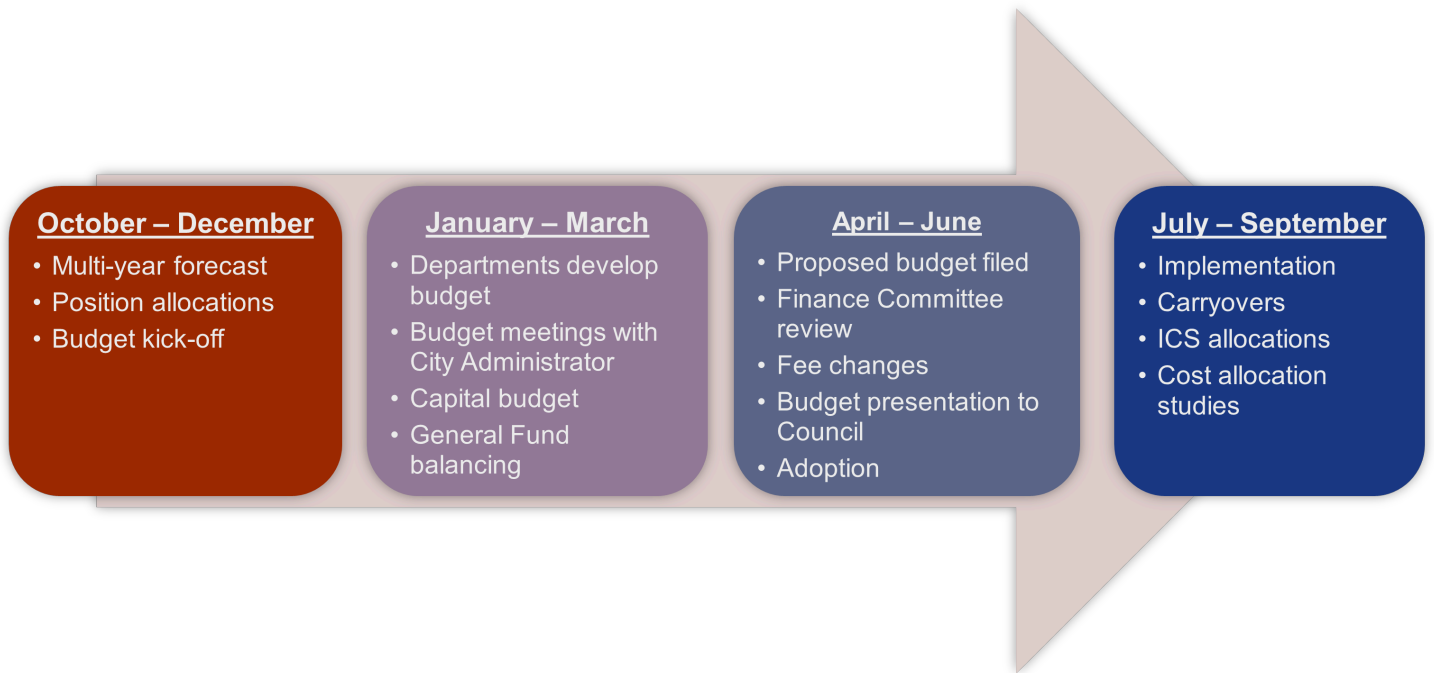 October – December
• Multi-year forecast
• Position allocations
• Budget kick-off
January – March
• Departments develop
budget
• Budget meetings with
City Administrator
• Capital budget
• General Fund
balancing
April – June
• Proposed budget filed
• Finance Committee
review
• Fee changes
• Budget presentation to
Council
• Adoption
July – September
• Implementation
• Carryovers
• ICS allocations
• Cost allocation
studies